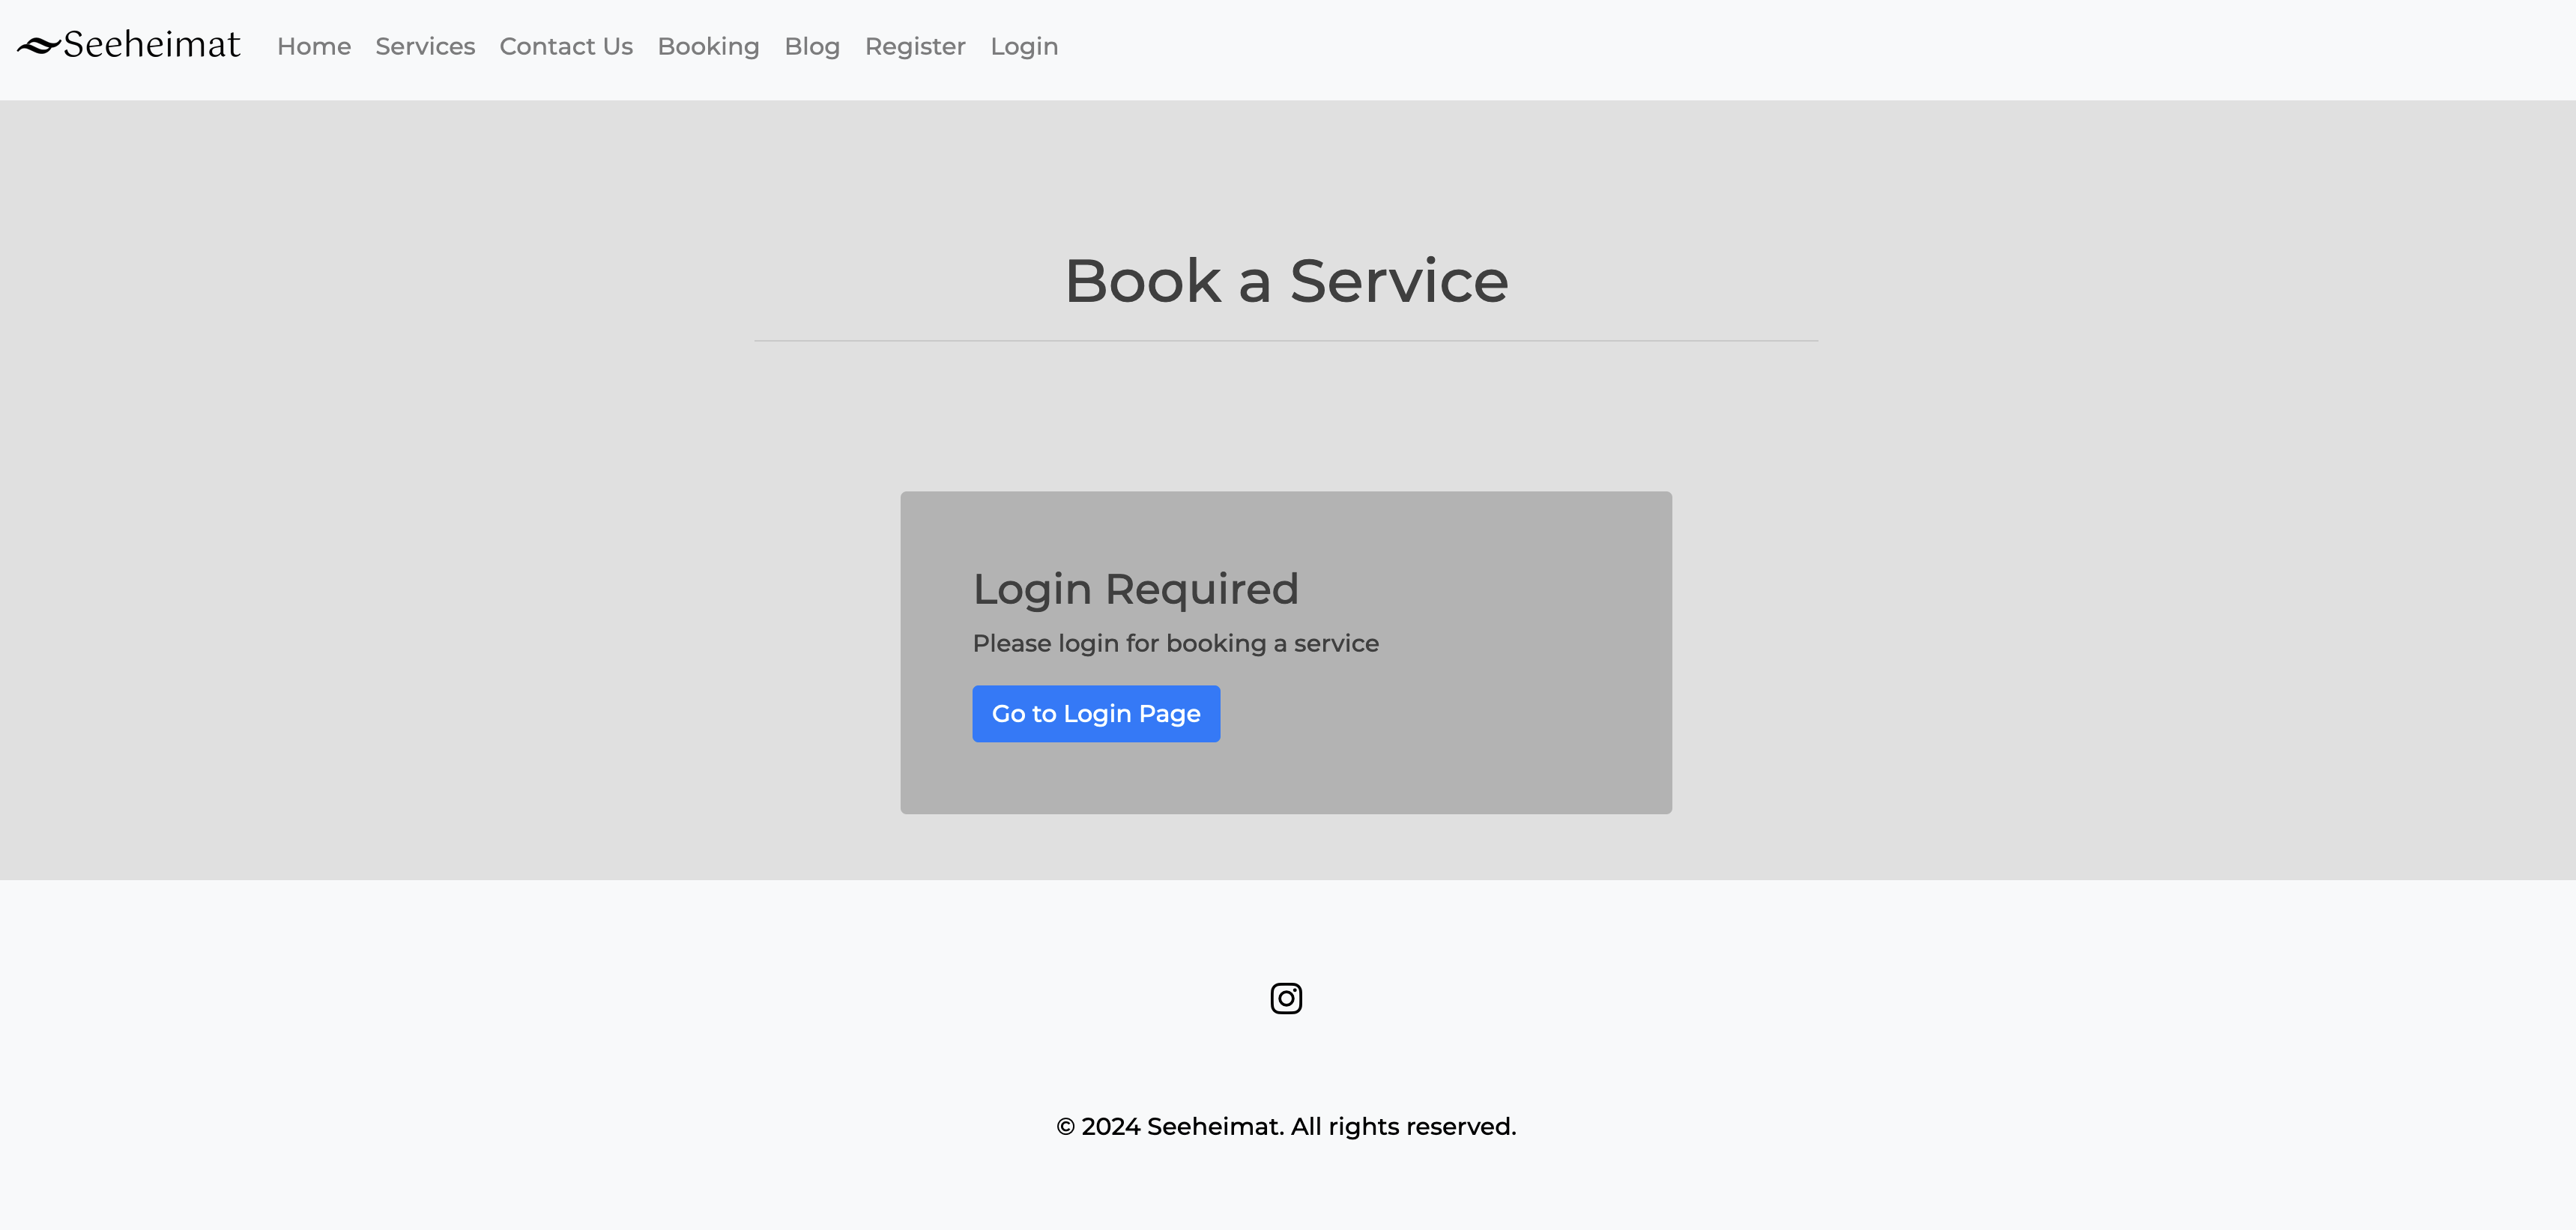 Seeheimat Home Services Contact Us Booking Blog Register Login
Book a Service
Login Required
Please login for booking a service
Go to Login Page
© 2024 Seeheimat. All rights reserved.